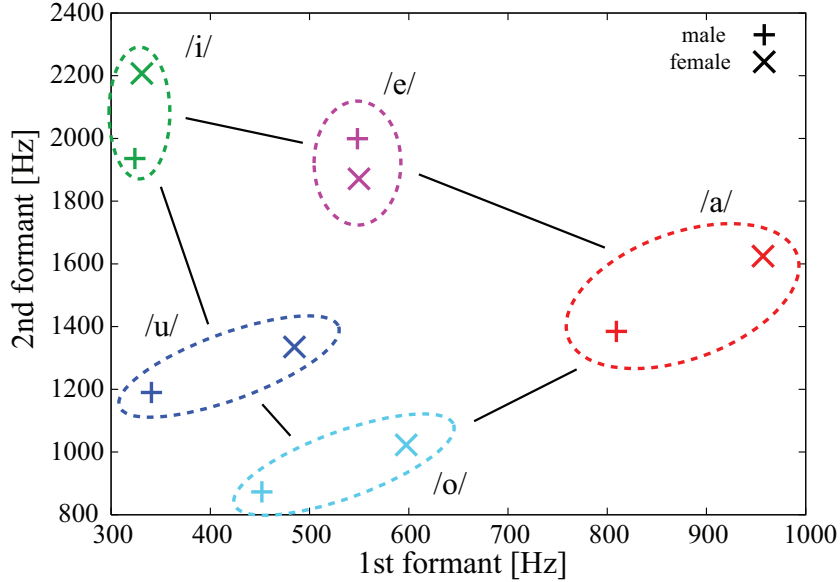 2400
2200
2000
1800
1600
1400
1200
1000
800
2nd formant [Hz]
/i/
/e/
male
female
/a/
/u/
/o/
300 400 500 600 700 800 900 1000
1st formant [Hz]